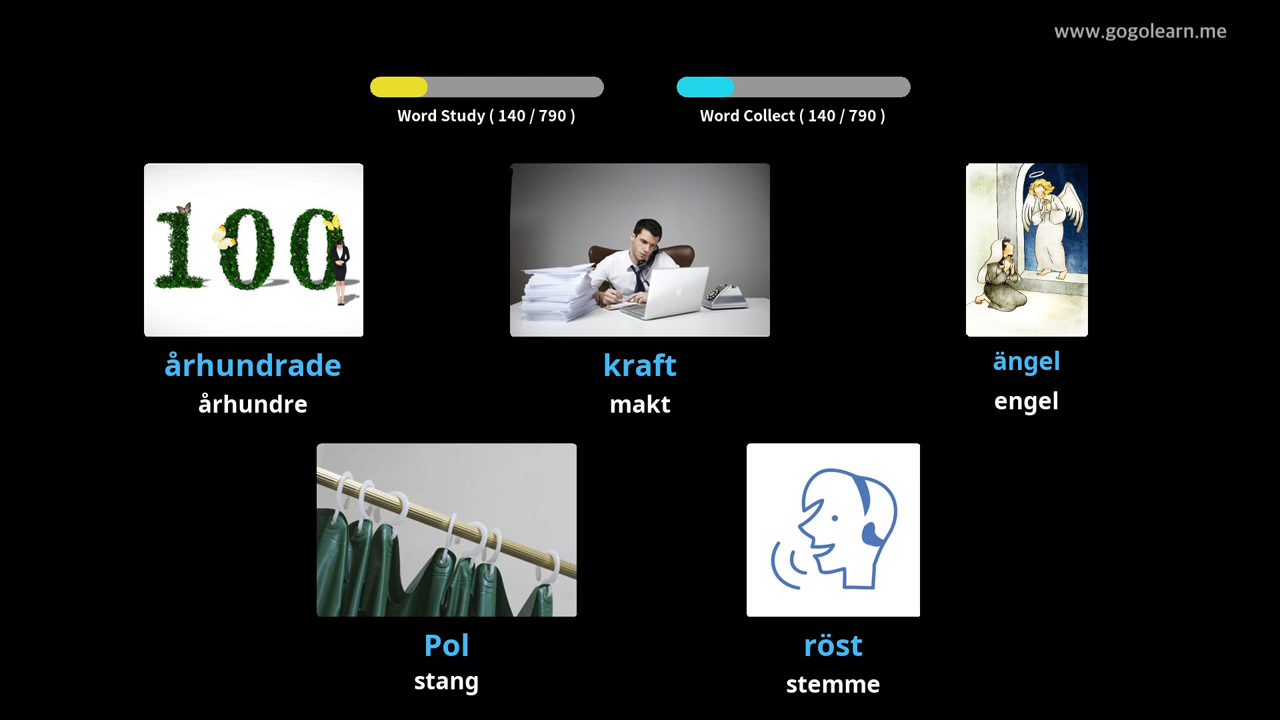 www.gogolearn.me
Word Study ( 140 / 790 )
Word Collect ( 140 / 790 )
100
århundrade
århundre
kraft
makt
ängel
engel
Pol
stang
röst
stemme